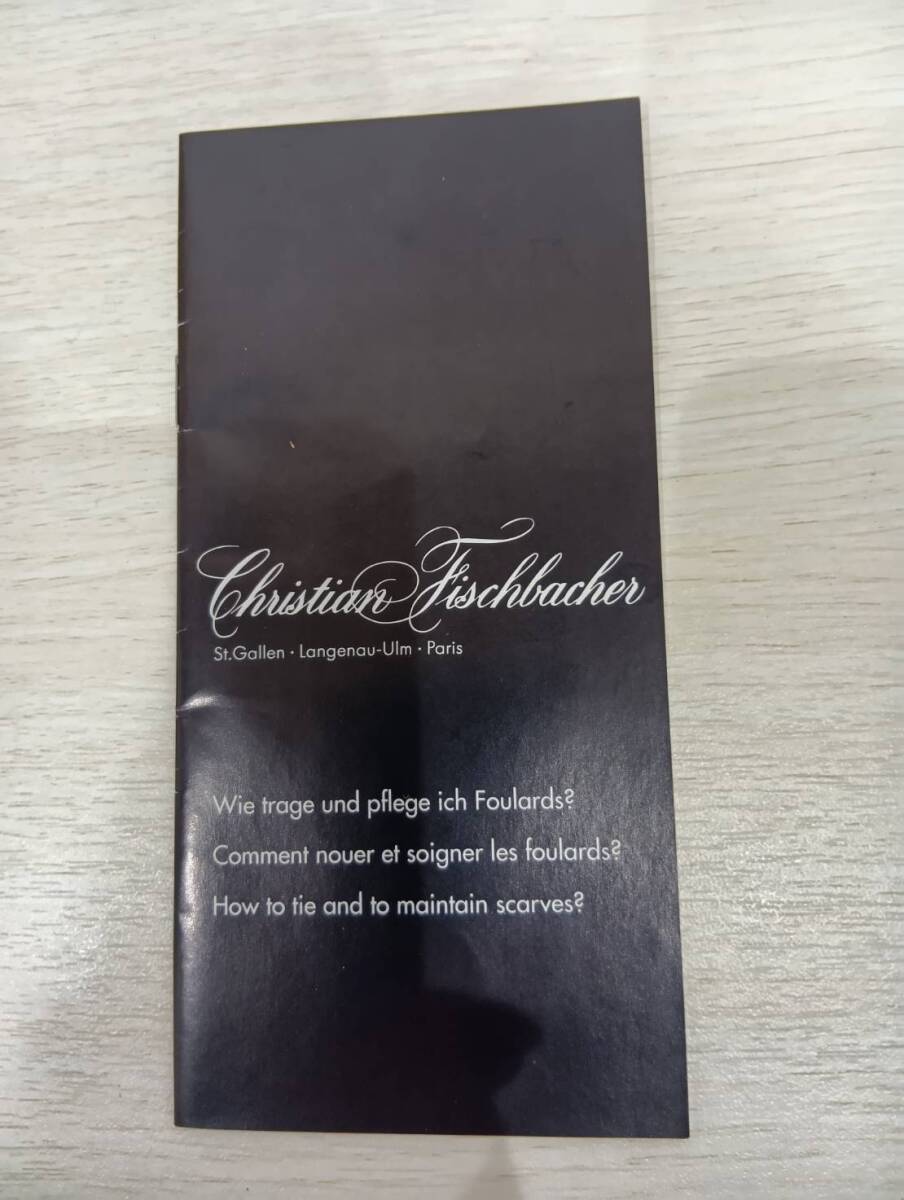 Christian Fischbacher
St.Gallen · Langenau-Ulm · Paris
Wie trage und pflege ich Foulards?
Comment nouer et soigner les foulards?
How to tie and to maintain scarves?